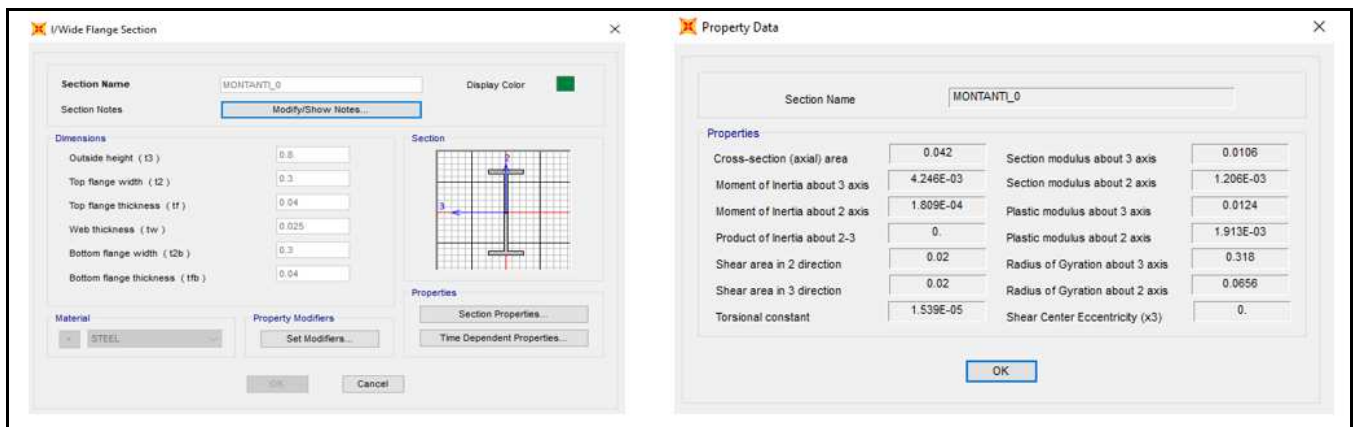 I/Wide Flange Section
Section Name MONTANTI_0 Display Color
Section Notes Modify/Show Notes...
Dimensions
Outside height ( t3 ) 0.8
Top flange width ( t2 ) 0.3
Top flange thickness ( tf ) 0.04
Web thickness ( tw ) 0.025
Bottom flange width ( t2b ) 0.3
Bottom flange thickness ( tfb ) 0.04
Section
2
3
Material
+ STEEL
Property Modifiers
Set Modifiers...
Properties
Section Properties...
Time Dependent Properties...
OK Cancel
Property Data
Section Name MONTANTI_0
Properties
Cross-section (axial) area 0.042 Section modulus about 3 axis 0.0106
Moment of Inertia about 3 axis 4.246E-03 Section modulus about 2 axis 1.206E-03
Moment of Inertia about 2 axis 1.809E-04 Plastic modulus about 3 axis 0.0124
Product of Inertia about 2-3 0. Plastic modulus about 2 axis 1.913E-03
Shear area in 2 direction 0.02 Radius of Gyration about 3 axis 0.318
Shear area in 3 direction 0.02 Radius of Gyration about 2 axis 0.0656
Torsional constant 1.539E-05 Shear Center Eccentricity (x3) 0.
OK